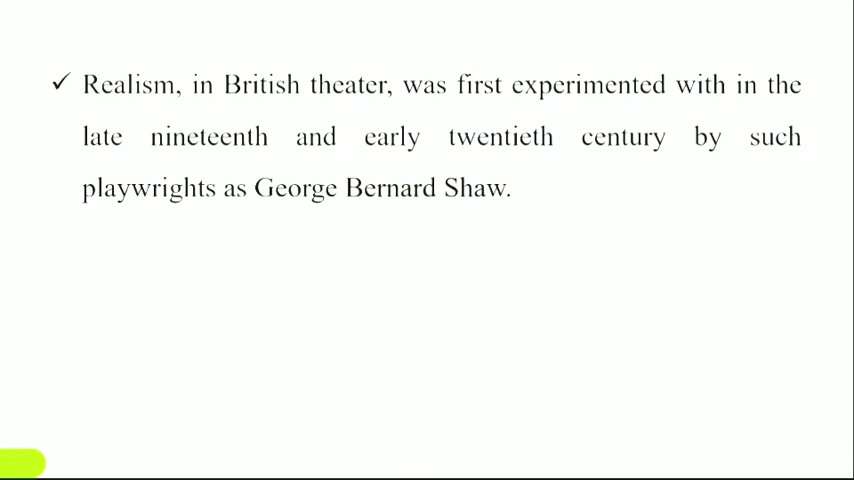 ✓ Realism, in British theater, was first experimented with in the
late nineteenth and early twentieth century by such
playwrights as George Bernard Shaw.